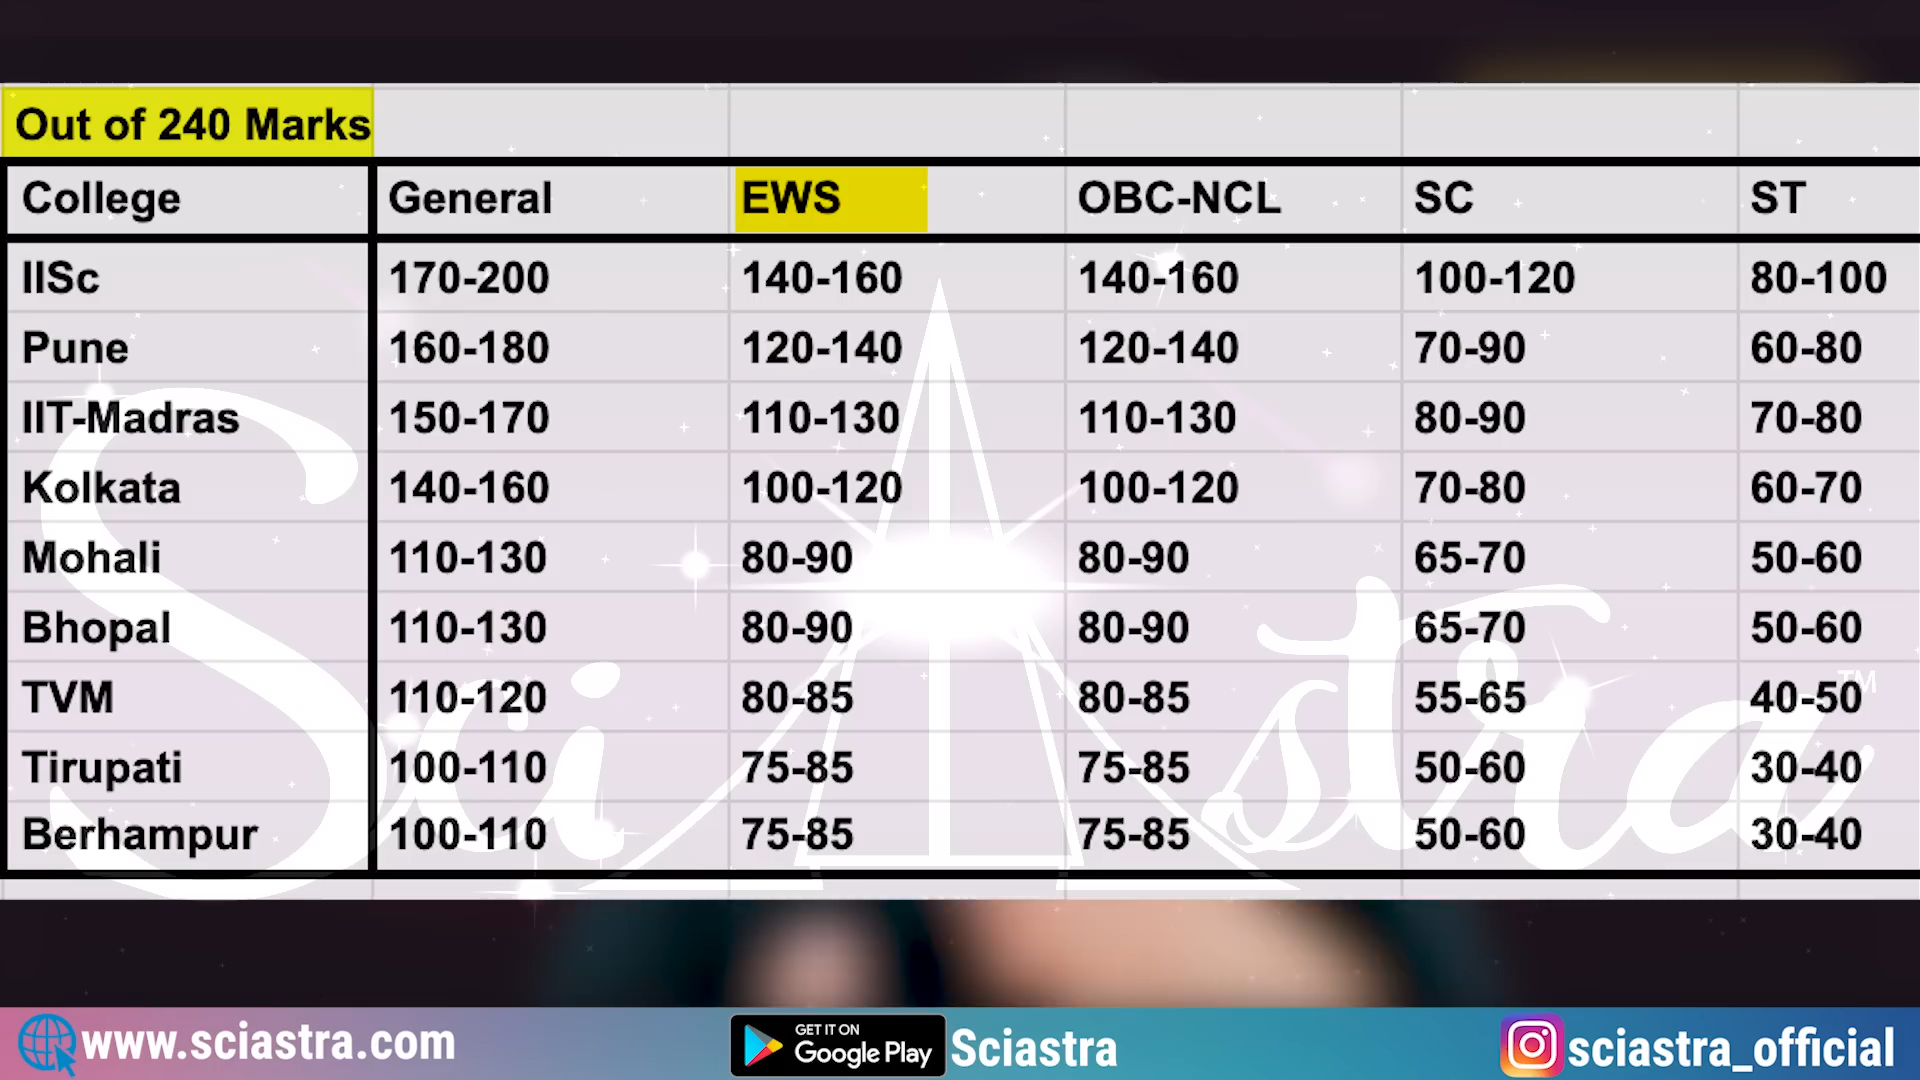 Out of 240 Marks
College General EWS OBC-NCL SC ST
IISc 170-200 140-160 140-160 100-120 80-100
Pune 160-180 120-140 120-140 70-90 60-80
IIT-Madras 150-170 110-130 110-130 80-90 70-80
Kolkata 140-160 100-120 100-120 70-80 60-70
Mohali 110-130 80-90 80-90 65-70 50-60
Bhopal 110-130 80-90 80-90 65-70 50-60
TVM 110-120 80-85 80-85 55-65 40-50
Tirupati 100-110 75-85 75-85 50-60 30-40
Berhampur 100-110 75-85 75-85 50-60 30-40
SciAstra™
www.sciastra.com GET IT ON Google Play Sciastra sciastra_official